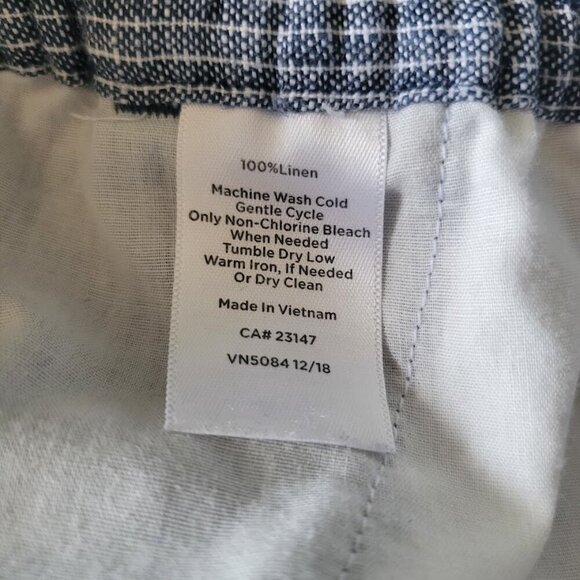 100%Linen
Machine Wash Cold
Gentle Cycle
Only Non-Chlorine Bleach
When Needed
Tumble Dry Low
Warm Iron, If Needed
Or Dry Clean
Made In Vietnam
CA# 23147
VN5084 12/18